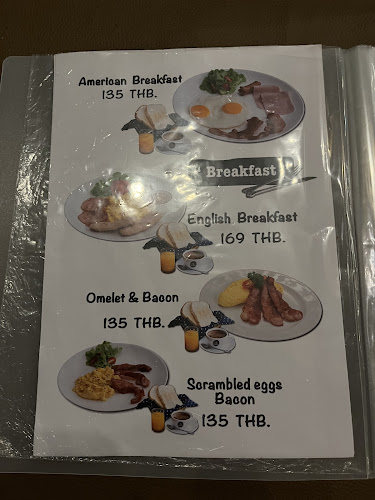 American Breakfast
135 THB.
Breakfast
English Breakfast
169 THB.
Omelet & Bacon
135 THB.
Scrambled eggs
Bacon
135 THB.